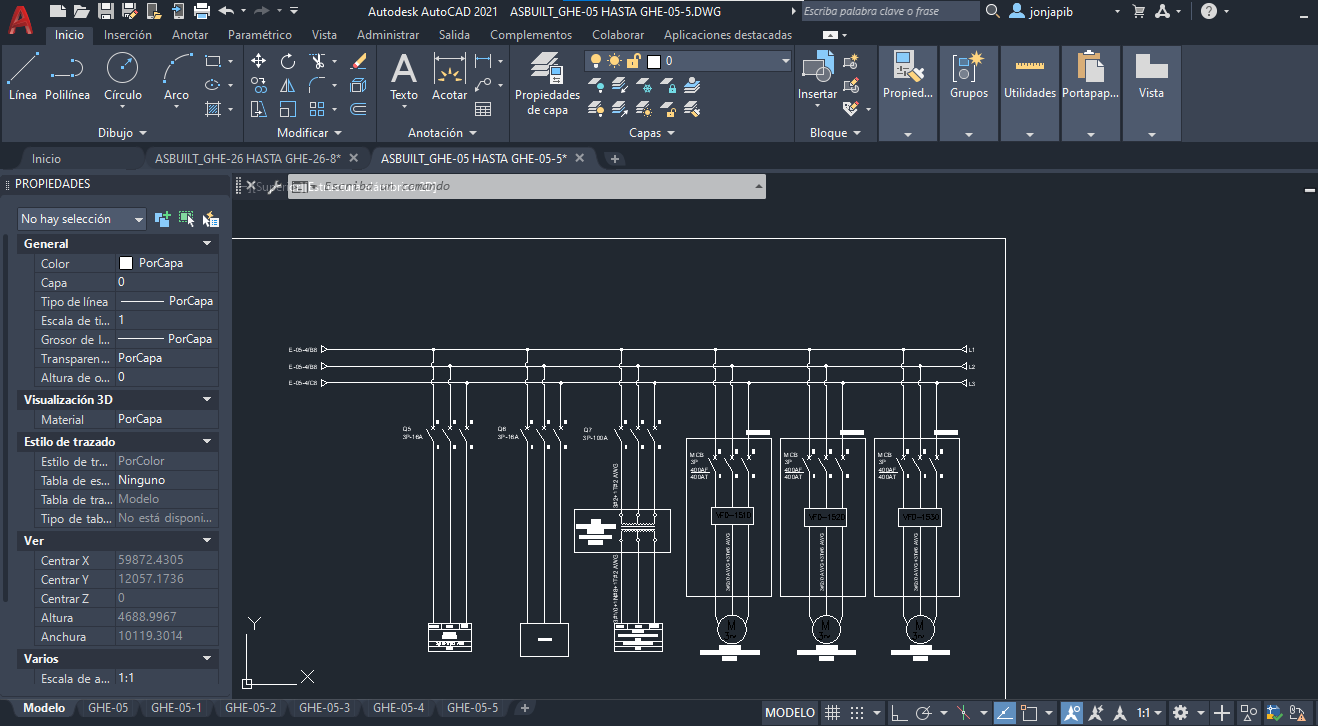 Autodesk AutoCAD 2021 ASBUILT_GHE-05 HASTA GHE-05-5.DWG
Escriba palabra clave o frase
jonjapib
Inicio Inserción Anotar Paramétrico Vista Administrar Salida Complementos Colaborar Aplicaciones destacadas
Línea Polilínea Círculo Arco
Dibujo
Modificar
Texto Acotar
Anotación
Propiedades de capa
0
Capas
Insertar
Bloque
Propied...
Grupos
Utilidades
Portapap...
Vista
Inicio
ASBUILT_GHE-26 HASTA GHE-26-8*
ASBUILT_GHE-05 HASTA GHE-05-5*
PROPIEDADES
Escriba un comando
No hay selección
General
Color PorCapa
Capa 0
Tipo de línea PorCapa
Escala de ti... 1
Grosor de l... PorCapa
Transparen... PorCapa
Altura de o... 0
Visualización 3D
Material PorCapa
Estilo de trazado
Estilo de tr... PorColor
Tabla de es... Ninguno
Tabla de tra... Modelo
Tipo de tab... No está disponi...
Ver
Centrar X 59872.4305
Centrar Y 12057.1736
Centrar Z 0
Altura 4688.9967
Anchura 10119.3014
Varios
Escala de a... 1:1
E-05-4/B8 L1
E-05-4/B8 L2
E-05-4/C8 L3
Q5
3P-16A
Q6
3P-16A
Q7
3P-100A
MCB
3P
400AF
400AT
MCB
3P
400AF
400AT
MCB
3P
400AF
400AT
M
3~
M
3~
M
3~
Y
X
Modelo GHE-05 GHE-05-1 GHE-05-2 GHE-05-3 GHE-05-4 GHE-05-5
MODELO
1:1